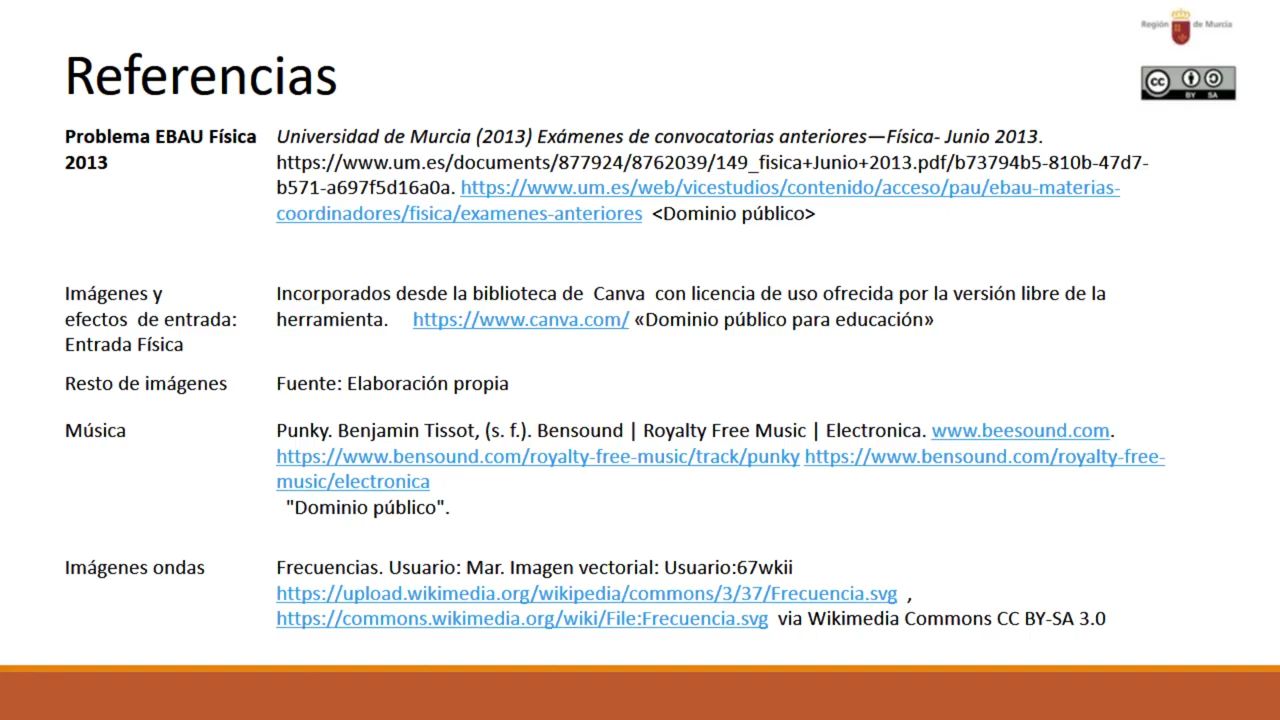 Región de Murcia
cc BY SA
Referencias
Problema EBAU Física
2013
Universidad de Murcia (2013) Exámenes de convocatorias anteriores—Física- Junio 2013.
https://www.um.es/documents/877924/8762039/149_fisica+Junio+2013.pdf/b73794b5-810b-47d7-
b571-a697f5d16a0a. https://www.um.es/web/vicestudios/contenido/acceso/pau/ebau-materias-
coordinadores/fisica/examenes-anteriores <Dominio público>
Imágenes y
efectos de entrada:
Entrada Física
Incorporados desde la biblioteca de Canva con licencia de uso ofrecida por la versión libre de la
herramienta. https://www.canva.com/ «Dominio público para educación»
Resto de imágenes
Fuente: Elaboración propia
Música
Punky. Benjamin Tissot, (s. f.). Bensound | Royalty Free Music | Electronica. www.beesound.com.
https://www.bensound.com/royalty-free-music/track/punky https://www.bensound.com/royalty-free-
music/electronica
"Dominio público".
Imágenes ondas
Frecuencias. Usuario: Mar. Imagen vectorial: Usuario:67wkii
https://upload.wikimedia.org/wikipedia/commons/3/37/Frecuencia.svg ,
https://commons.wikimedia.org/wiki/File:Frecuencia.svg via Wikimedia Commons CC BY-SA 3.0